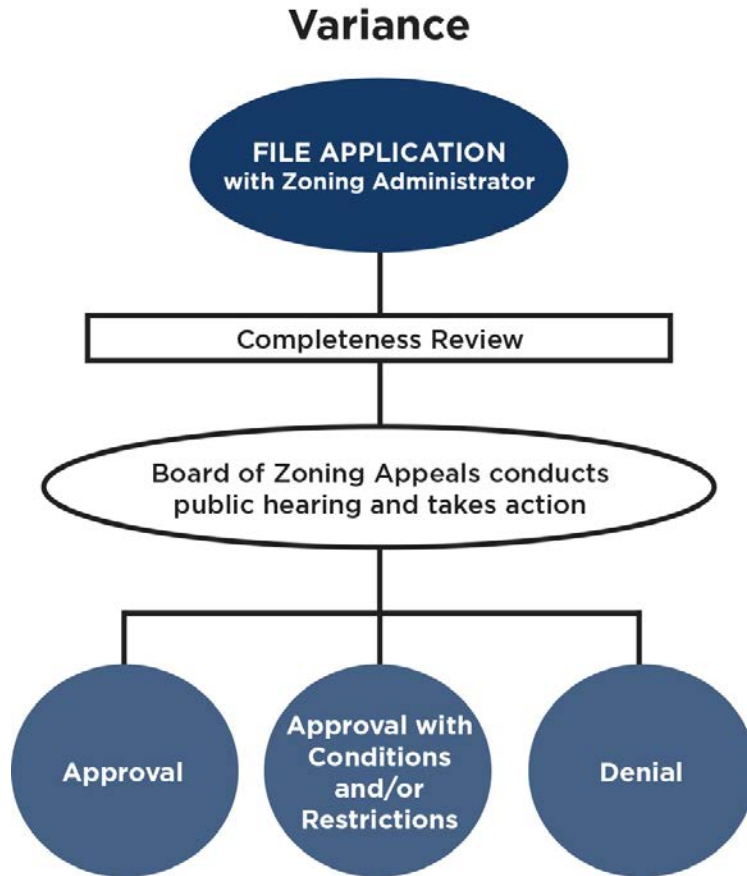 Variance
FILE APPLICATION
with Zoning Administrator
Completeness Review
Board of Zoning Appeals conducts
public hearing and takes action
Approval
Approval with
Conditions
and/or
Restrictions
Denial